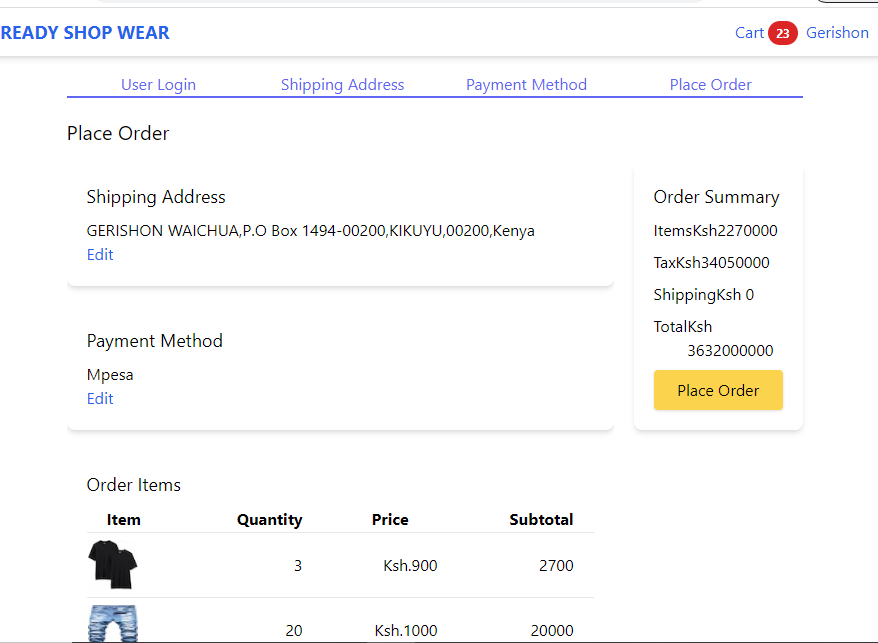 READY SHOP WEAR
Cart 23 Gerishon
User Login Shipping Address Payment Method Place Order
Place Order
Shipping Address
GERISHON WAICHUA,P.O Box 1494-00200,KIKUYU,00200,Kenya
Edit
Payment Method
Mpesa
Edit
Order Summary
ItemsKsh2270000
TaxKsh34050000
ShippingKsh 0
TotalKsh
3632000000
Place Order
Order Items
Item Quantity Price Subtotal
3 Ksh.900 2700
20 Ksh.1000 20000